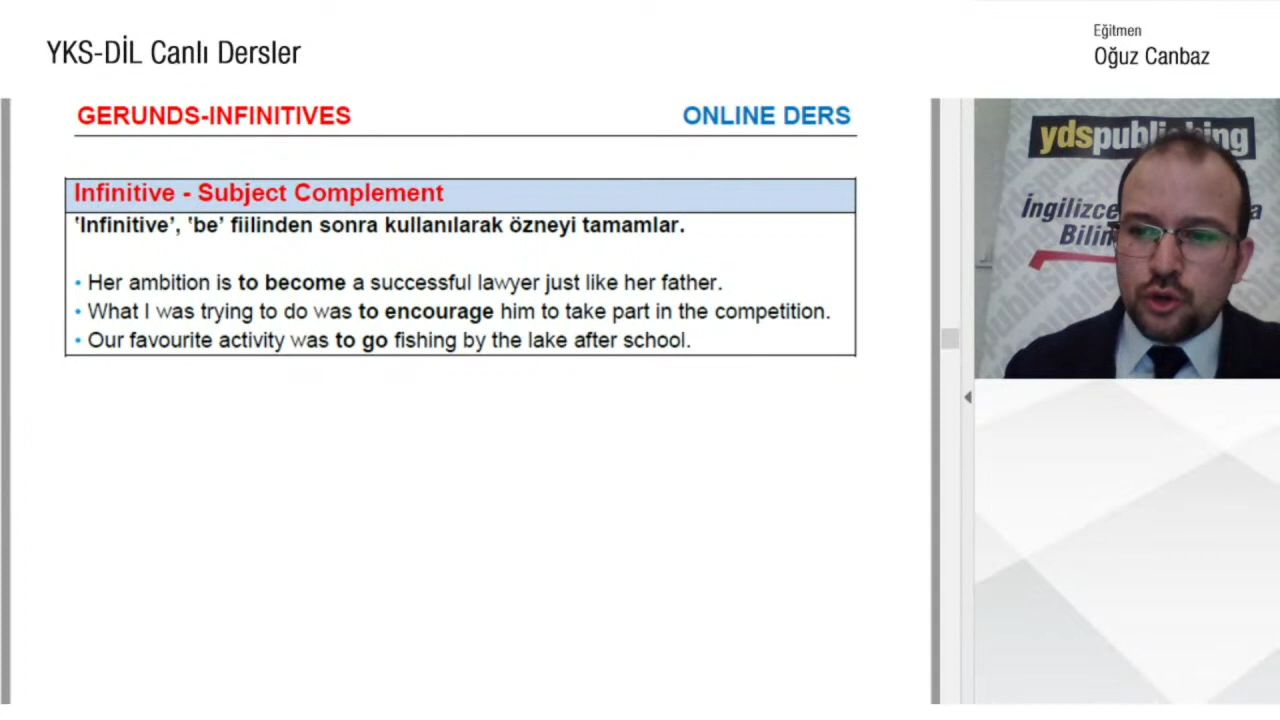 YKS-DİL Canlı Dersler
Eğitmen
Oğuz Canbaz
GERUNDS-INFINITIVES
ONLINE DERS
Infinitive - Subject Complement
'Infinitive', 'be' fiilinden sonra kullanılarak özneyi tamamlar.
• Her ambition is to become a successful lawyer just like her father.
• What I was trying to do was to encourage him to take part in the competition.
• Our favourite activity was to go fishing by the lake after school.
ydspublishing
İngilizce